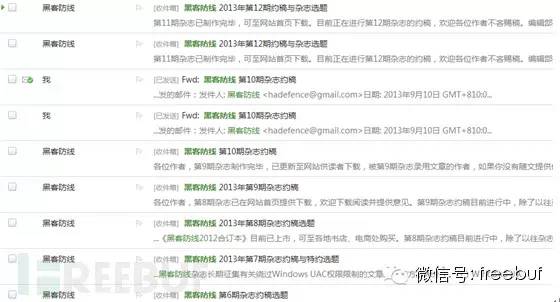 黑客防线
[收件箱] 黑客防线 2013年第12期约稿与杂志选题
第11期杂志已制作完毕，可至网站首页下载。目前正在进行第12期杂志的约稿，欢迎各位作者不吝赐稿。编辑部
黑客防线
[收件箱] 黑客防线 2013年第12期约稿与杂志选题
第11期杂志已制作完毕，可至网站首页下载。目前正在进行第12期杂志的约稿，欢迎各位作者不吝赐稿。编辑部
我
[已发送] Fwd: 黑客防线 第10期杂志约稿
...发的邮件：发件人: 黑客防线 <hadefence@gmail.com>日期: 2013年9月10日 GMT+810:0...
我
[已发送] Fwd: 黑客防线 第10期杂志约稿
...发的邮件：发件人: 黑客防线 <hadefence@gmail.com>日期: 2013年9月10日 GMT+810:0...
黑客防线
[收件箱] 黑客防线 第10期杂志约稿
各位作者，第9期杂志制作完毕，已更新至网站供读者下载，被第9期杂志录用文章的作者，如果你没有随文提供
黑客防线
[收件箱] 黑客防线 2013年第9期杂志约稿
各位作者，第8期杂志已在网站首页提供下载，欢迎下载阅读并提供意见。第9期杂志约稿目前进行中，除了以往杂
黑客防线
[收件箱] 黑客防线 2013年第8期杂志约稿选题
...《黑客防线2012合订本》目前已上市，可至各地书店、电商处购买。第8期杂志约稿目前进行中，除了以往杂志
黑客防线
[收件箱] 黑客防线 2013年第7期杂志约稿与特约选题
...黑客防线杂志长期征集有关绕过Windows UAC权限限制的文章
黑客防线
[收件箱] 黑客防线 第6期杂志约稿选题
FREEBUF
微信号: freebuf